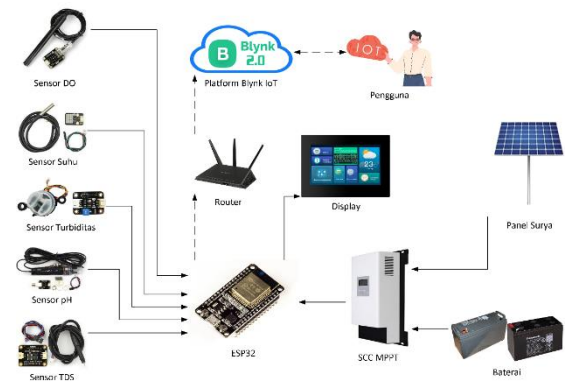 Sensor DO
Blynk
B
2.0
Platform Blynk IoT
IOT
Pengguna
Sensor Suhu
Router
Display
Panel Surya
Sensor Turbiditas
Sensor pH
ESP32
SCC MPPT
Baterai
Sensor TDS